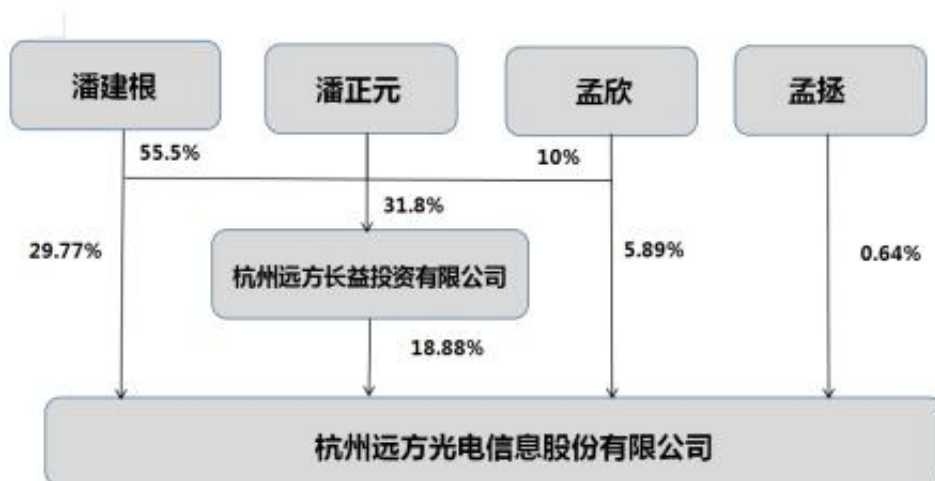 潘建根
潘正元
孟欣
孟拯
55.5%
10%
31.8%
29.77%
杭州远方长益投资有限公司
5.89%
0.64%
18.88%
杭州远方光电信息股份有限公司